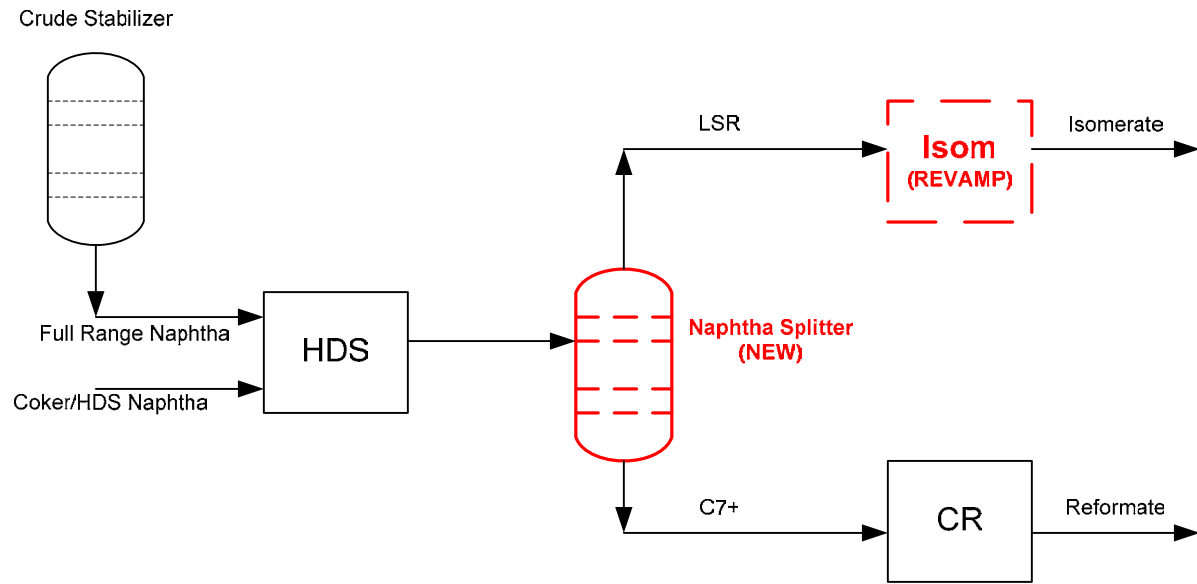 Crude Stabilizer
LSR
Isom
(REVAMP)
Isomerate
Full Range Naphtha
HDS
Naphtha Splitter
(NEW)
Coker/HDS Naphtha
C7+
CR
Reformate